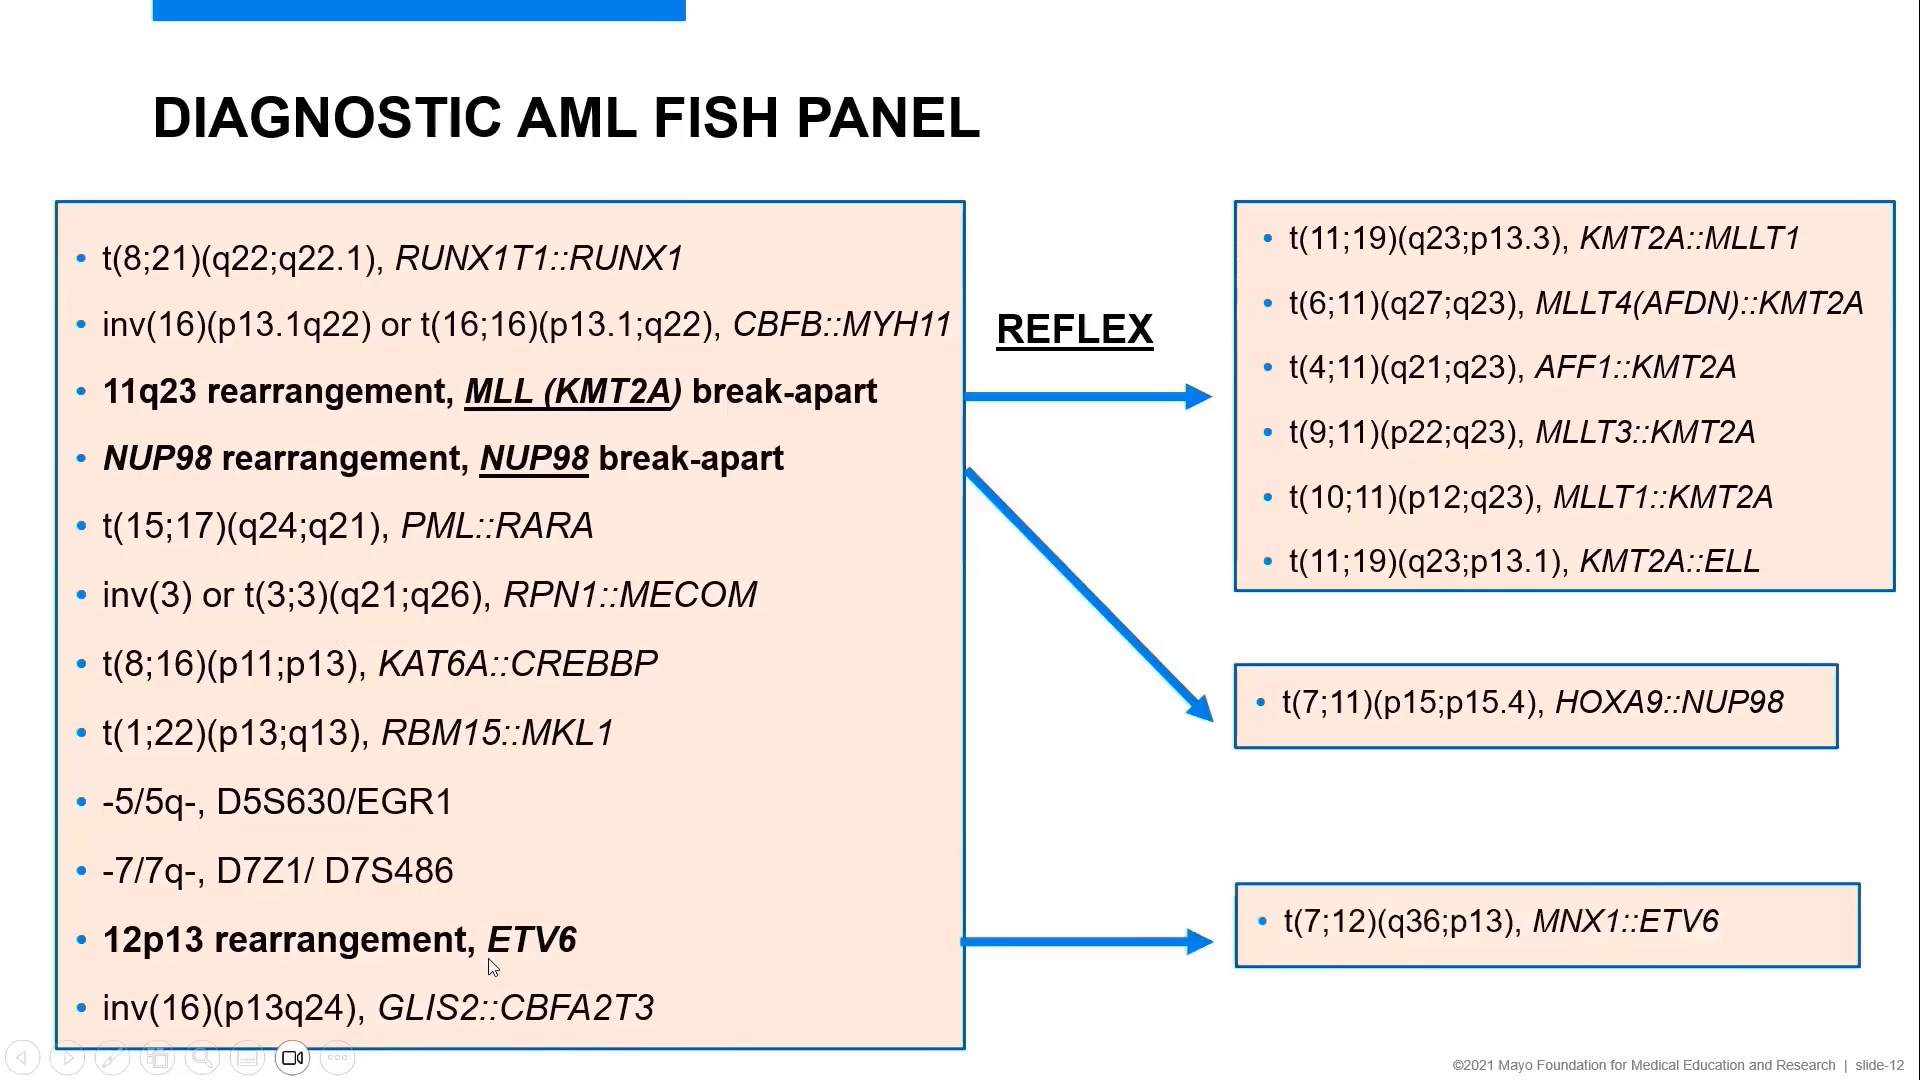 DIAGNOSTIC AML FISH PANEL
• t(8;21)(q22;q22.1), RUNX1T1::RUNX1
• inv(16)(p13.1q22) or t(16;16)(p13.1;q22), CBFB::MYH11
• 11q23 rearrangement, MLL (KMT2A) break-apart
• NUP98 rearrangement, NUP98 break-apart
• t(15;17)(q24;q21), PML::RARA
• inv(3) or t(3;3)(q21;q26), RPN1::MECOM
• t(8;16)(p11;p13), KAT6A::CREBBP
• t(1;22)(p13;q13), RBM15::MKL1
• -5/5q-, D5S630/EGR1
• -7/7q-, D7Z1/ D7S486
• 12p13 rearrangement, ETV6
• inv(16)(p13q24), GLIS2::CBFA2T3
REFLEX
• t(11;19)(q23;p13.3), KMT2A::MLLT1
• t(6;11)(q27;q23), MLLT4(AFDN)::KMT2A
• t(4;11)(q21;q23), AFF1::KMT2A
• t(9;11)(p22;q23), MLLT3::KMT2A
• t(10;11)(p12;q23), MLLT1::KMT2A
• t(11;19)(q23;p13.1), KMT2A::ELL
• t(7;11)(p15;p15.4), HOXA9::NUP98
• t(7;12)(q36;p13), MNX1::ETV6
©2021 Mayo Foundation for Medical Education and Research | slide-12